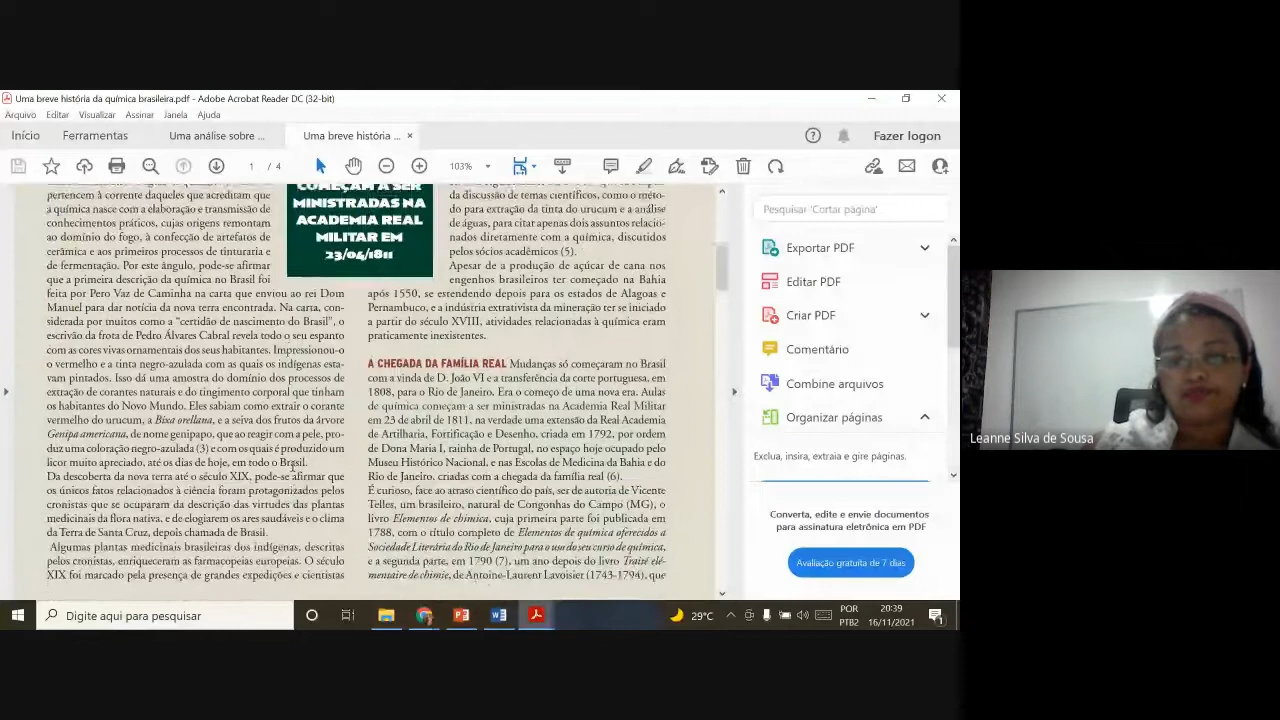 Uma breve história da química brasileira.pdf - Adobe Acrobat Reader DC (32-bit)
Arquivo Editar Visualizar Assinar Janela Ajuda
Início Ferramentas Uma análise sobre ... Uma breve história ... × Fazer logon
1 / 4 103%
pertencem à corrente daqueles que acreditam que
a química nasce com a elaboração e transmissão de
conhecimentos práticos, cujas origens remontam
ao domínio do fogo, à confecção de artefatos de
cerâmica e aos primeiros processos de tinturaria e
de fermentação. Por este ângulo, pode-se afirmar
que a primeira descrição da química no Brasil foi
feita por Pero Vaz de Caminha na carta que enviou ao rei Dom
Manuel para dar notícia da nova terra encontrada. Na carta, con-
siderada por muitos como a “certidão de nascimento do Brasil”, o
escrivão da frota de Pedro Álvares Cabral revela todo o seu espanto
com as cores vivas ornamentais dos seus habitantes. Impressionou-o
o vermelho e a tinta negro-azulada com as quais os indígenas esta-
vam pintados. Isso dá uma amostra do domínio dos processos de
extração de corantes naturais e do tingimento corporal que tinham
os habitantes do Novo Mundo. Eles sabiam como extrair o corante
vermelho do urucum, a Bixa orellana, e a seiva dos frutos da árvore
Genipa americana, de nome genipapo, que ao reagir com a pele, pro-
duz uma coloração negro-azulada (3) e com os quais é produzido um
licor muito apreciado, até os dias de hoje, em todo o Brasil.
Da descoberta da nova terra até o século XIX, pode-se afirmar que
os únicos fatos relacionados à ciência foram protagonizados pelos
cronistas que se ocuparam da descrição das virtudes das plantas
medicinais da flora nativa, e de elogiarem os ares saudáveis e o clima
da Terra de Santa Cruz, depois chamada de Brasil.
Algumas plantas medicinais brasileiras dos indígenas, descritas
pelos cronistas, enriqueceram as farmacopeias europeias. O século
XIX foi marcado pela presença de grandes expedições e cientistas
COMEÇAM A SER
MINISTRADAS NA
ACADEMIA REAL
MILITAR EM
23/04/1811
da discussão de temas científicos, como o méto-
do para extração da tinta do urucum e a análise
de águas, para citar apenas dois assuntos relacio-
nados diretamente com a química, discutidos
pelos sócios acadêmicos (5).
Apesar de a produção de açúcar de cana nos
engenhos brasileiros ter começado na Bahia
após 1550, se estendendo depois para os estados de Alagoas e
Pernambuco, e a indústria extrativista da mineração ter se iniciado
a partir do século XVIII, atividades relacionadas à química eram
praticamente inexistentes.
A CHEGADA DA FAMÍLIA REAL Mudanças só começaram no Brasil
com a vinda de D. João VI e a transferência da corte portuguesa, em
1808, para o Rio de Janeiro. Era o começo de uma nova era. Aulas
de química começam a ser ministradas na Academia Real Militar
em 23 de abril de 1811, na verdade uma extensão da Real Academia
de Artilharia, Fortificação e Desenho, criada em 1792, por ordem
de Dona Maria I, rainha de Portugal, no espaço hoje ocupado pelo
Museu Histórico Nacional, e nas Escolas de Medicina da Bahia e do
Rio de Janeiro, criadas com a chegada da família real (6).
É curioso, face ao atraso científico do país, ser de autoria de Vicente
Telles, um brasileiro, natural de Congonhas do Campo (MG), o
livro Elementos de chimica, cuja primeira parte foi publicada em
1788, com o título completo de Elementos de química oferecidos a
Sociedade Literária do Rio de Janeiro para o uso do seu curso de química,
e a segunda parte, em 1790 (7), um ano depois do livro Traité élé-
mentaire de chimie, de Antoine-Laurent Lavoisier (1743-1794), que
Pesquisar 'Cortar página'
Exportar PDF
Editar PDF
Criar PDF
Comentário
Combine arquivos
Organizar páginas
Exclua, insira, extraia e gire páginas.
Converta, edite e envie documentos
para assinatura eletrônica em PDF
Avaliação gratuita de 7 dias
Leanne Silva de Sousa
Digite aqui para pesquisar
29°C
POR
PTB2
20:39
16/11/2021
1